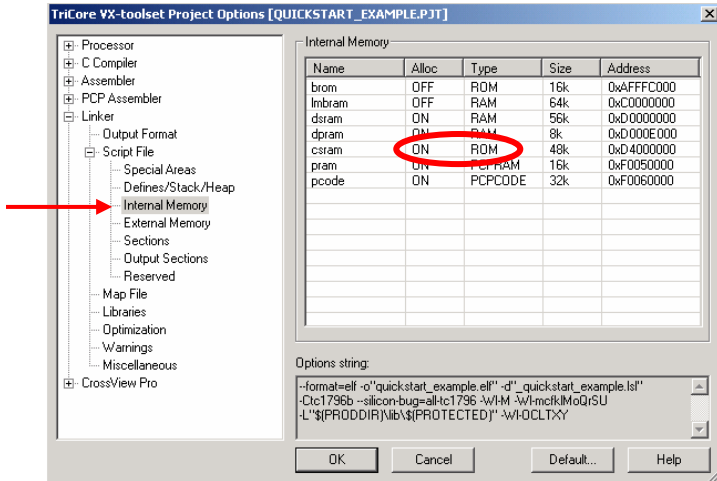 TriCore VX-toolset Project Options [QUICKSTART_EXAMPLE.PJT]
Processor
C Compiler
Assembler
PCP Assembler
Linker
Output Format
Script File
Special Areas
Defines/Stack/Heap
Internal Memory
External Memory
Sections
Output Sections
Reserved
Map File
Libraries
Optimization
Warnings
Miscellaneous
CrossView Pro
Internal Memory
Name Alloc Type Size Address
brom OFF ROM 16k 0xAFFFC000
lmbram OFF RAM 64k 0xC0000000
dsram ON RAM 56k 0xD0000000
dpram ON RAM 8k 0xD000E000
csram ON ROM 48k 0xD4000000
pram ON PCPRAM 16k 0xF0050000
pcode ON PCPCODE 32k 0xF0060000
Options string:
--format=elf -o"quickstart_example.elf" -d"_quickstart_example.lsl"
-Ctc1796b --silicon-bug=all-tc1796 -Wl-M -Wl-mcfklMoQrSU
-L"$(PRODDIR)\lib\$(PROTECTED)" -Wl-OCLTXY
OK Cancel Default... Help